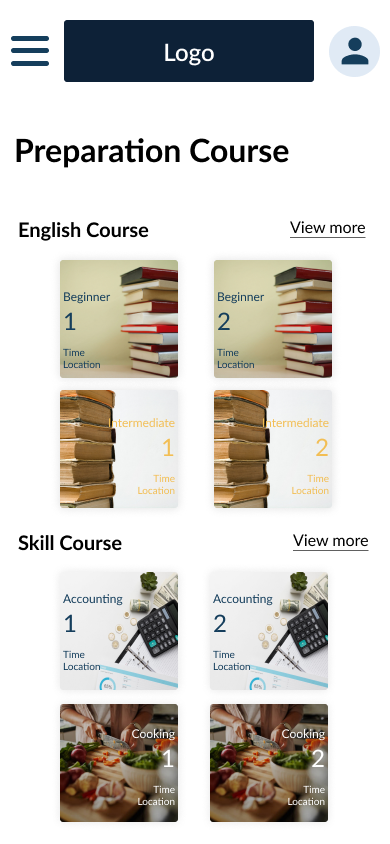 Logo
Preparation Course
English Course
View more
Beginner
1
Time
Location
Beginner
2
Time
Location
Intermediate
1
Time
Location
Intermediate
2
Time
Location
Skill Course
View more
Accounting
1
Time
Location
Accounting
2
Time
Location
Cooking
1
Time
Location
Cooking
2
Time
Location